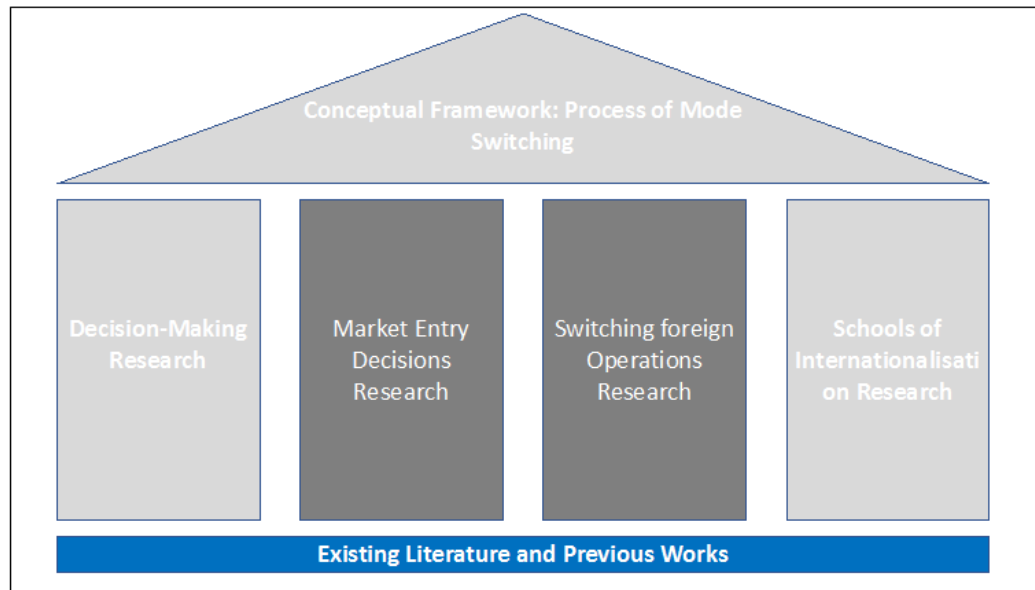 Conceptual Framework: Process of Mode
Switching
Decision-Making
Research
Market Entry
Decisions
Research
Switching foreign
Operations
Research
Schools of
Internationalisati
on Research
Existing Literature and Previous Works